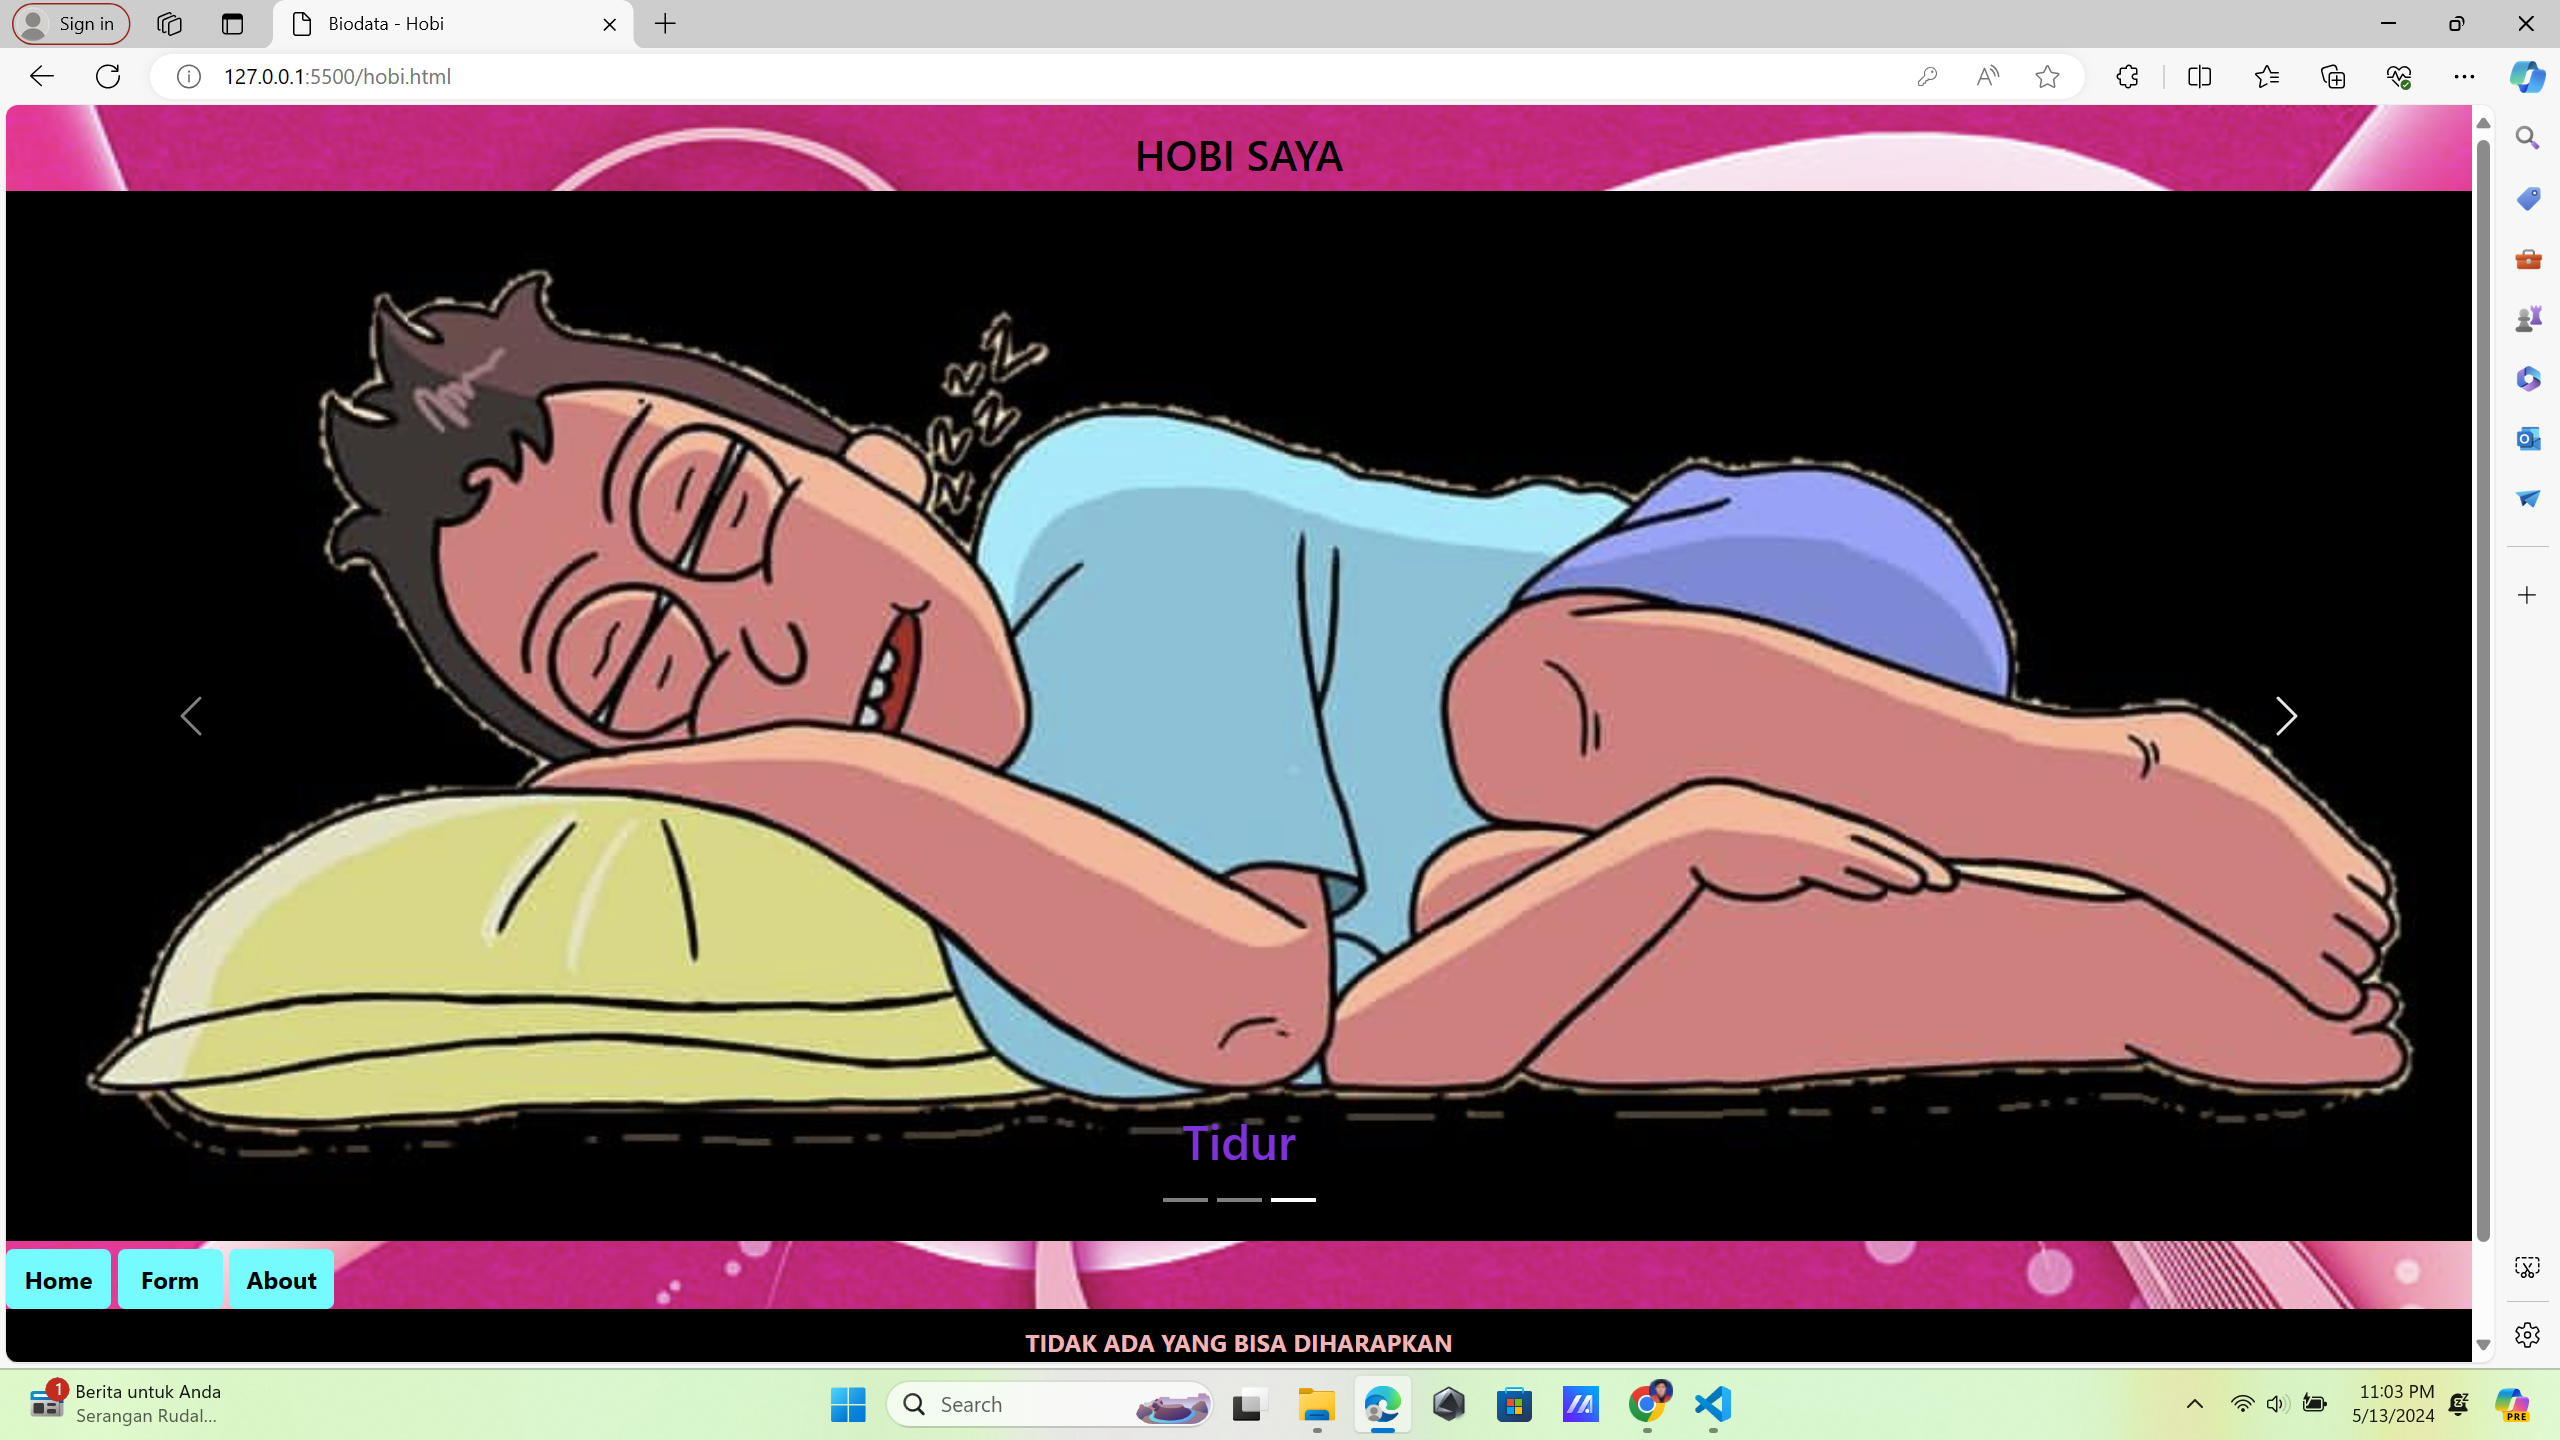 Sign in
Biodata - Hobi
127.0.0.1:5500/hobi.html
HOBI SAYA
z z z z z
Tidur
Home Form About
TIDAK ADA YANG BISA DIHARAPKAN
1
Berita untuk Anda
Serangan Rudal...
Search
11:03 PM
5/13/2024
PRE